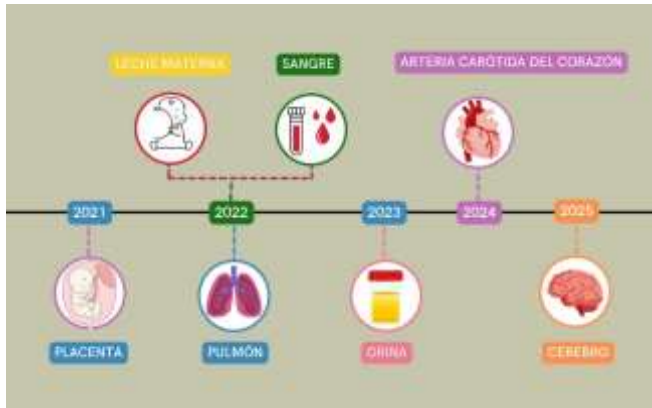 LECHE MATERNA
SANGRE
ARTERIA CARÓTIDA DEL CORAZÓN
2021
2022
2023
2024
2025
PLACENTA
PULMÓN
ORINA
CEREBRO